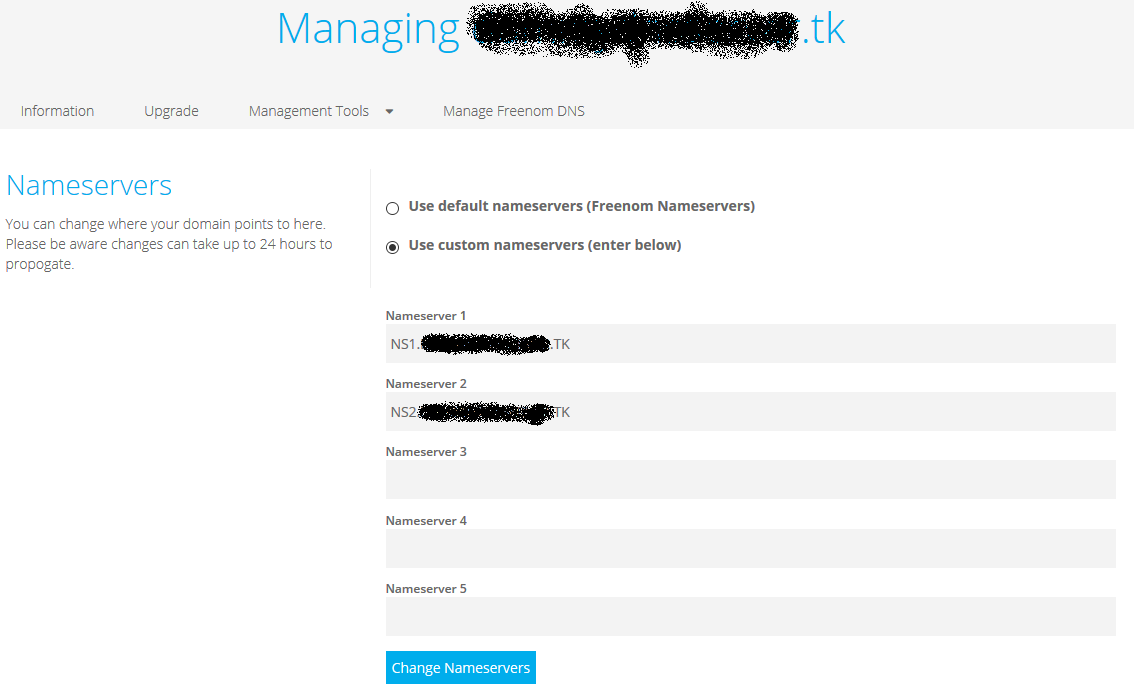 Managing .tk
Information Upgrade Management Tools Manage Freenom DNS
Nameservers
You can change where your domain points to here.
Please be aware changes can take up to 24 hours to
propogate.
Use default nameservers (Freenom Nameservers)
Use custom nameservers (enter below)
Nameserver 1
NS1. .TK
Nameserver 2
NS2 TK
Nameserver 3
Nameserver 4
Nameserver 5
Change Nameservers